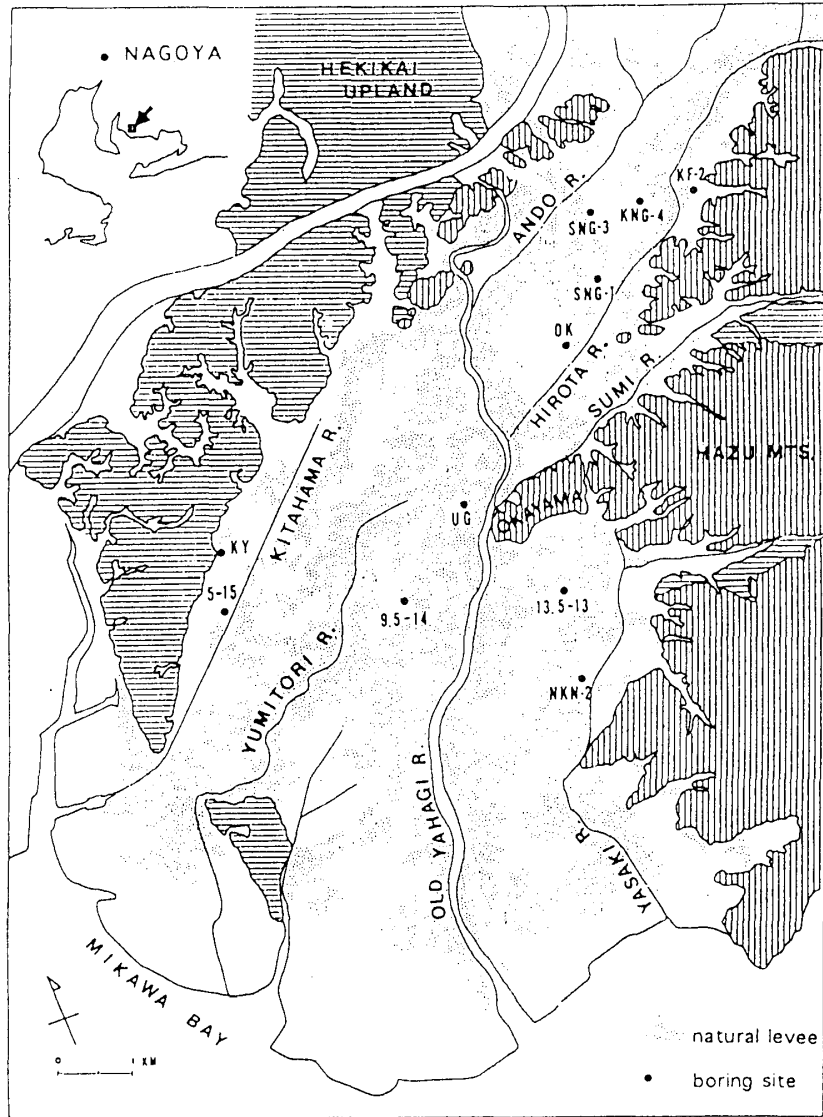 NAGOYA
HEKIKAI
UPLAND
ANDO R.
KF-2
KNG-4
SNG-3
SNG-1
OK
HIROTA R.
SUMI R.
HAZU MTS.
KITAHAMA R.
UG
OKAYAMA
KY
5-15
9.5-14
13.5-13
YUMITORI R.
NKN-2
OLD YAHAGI R.
YASAKI R.
MIKAWA BAY
0 1 KM
natural levee
boring site